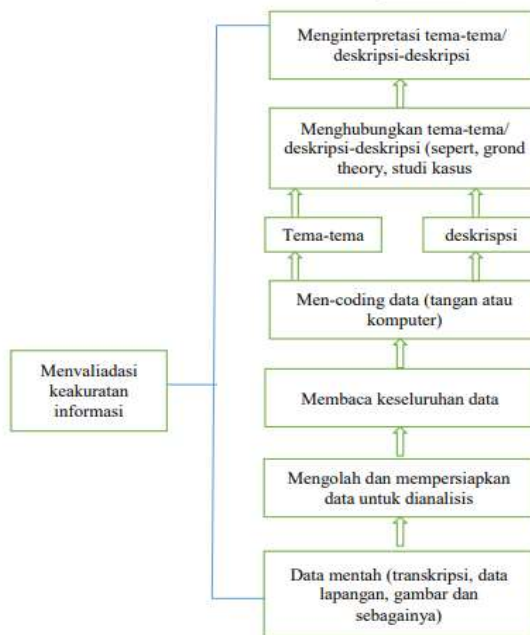 Menginterpretasi tema-tema/
deskripsi-deskripsi
Menghubungkan tema-tema/
deskripsi-deskripsi (sepert, grond
theory, studi kasus
Tema-tema
deskrispsi
Men-coding data (tangan atau
komputer)
Menvaliadasi
keakuratan
informasi
Membaca keseluruhan data
Mengolah dan mempersiapkan
data untuk dianalisis
Data mentah (transkripsi, data
lapangan, gambar dan
sebagainya)